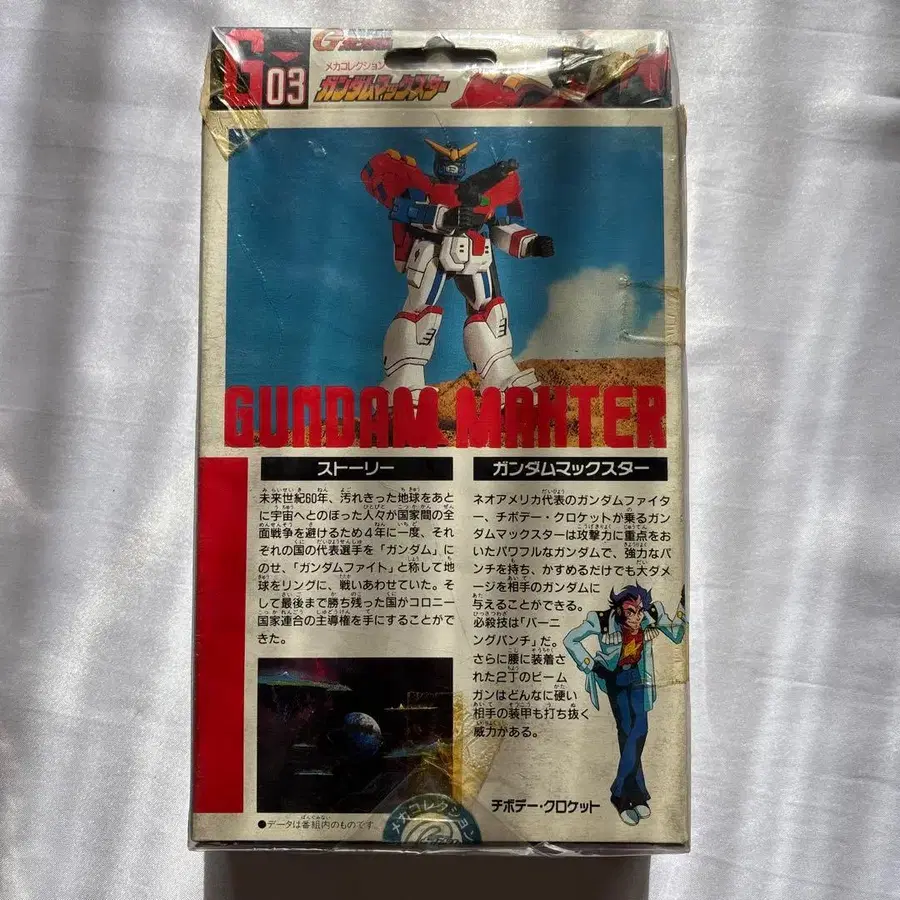 G
03
メカコレクション
ガンダムマックスター
GUNDAM MAXTER
ストーリー
未来世紀60年、汚れきった地球をあと
に宇宙へとのぼった人々が国家間の全
面戦争を避けるため4年に一度、それ
ぞれの国の代表選手を「ガンダム」に
のせ、「ガンダムファイト」と称して地
球をリングに、戦いあわせていた。そ
して最後まで勝ち残った国がコロニー
国家連合の主導権を手にすることがで
きた。
●データは番組内のものです。
ガンダムマックスター
ネオアメリカ代表のガンダムファイタ
ー、チボデー・クロケットが乗るガン
ダムマックスターは攻撃力に重点をお
いたパワフルなガンダムで、強力なパ
ンチを持ち、かすめるだけでも大ダメ
ージを相手のガンダムに
与えることができる。
必殺技は「バーニ
ングパンチ」だ。
さらに腰に装着さ
れた2丁のビーム
ガンはどんなに硬い
相手の装甲も打ち抜く
威力がある。
チボデー・クロケット
メカコレクション